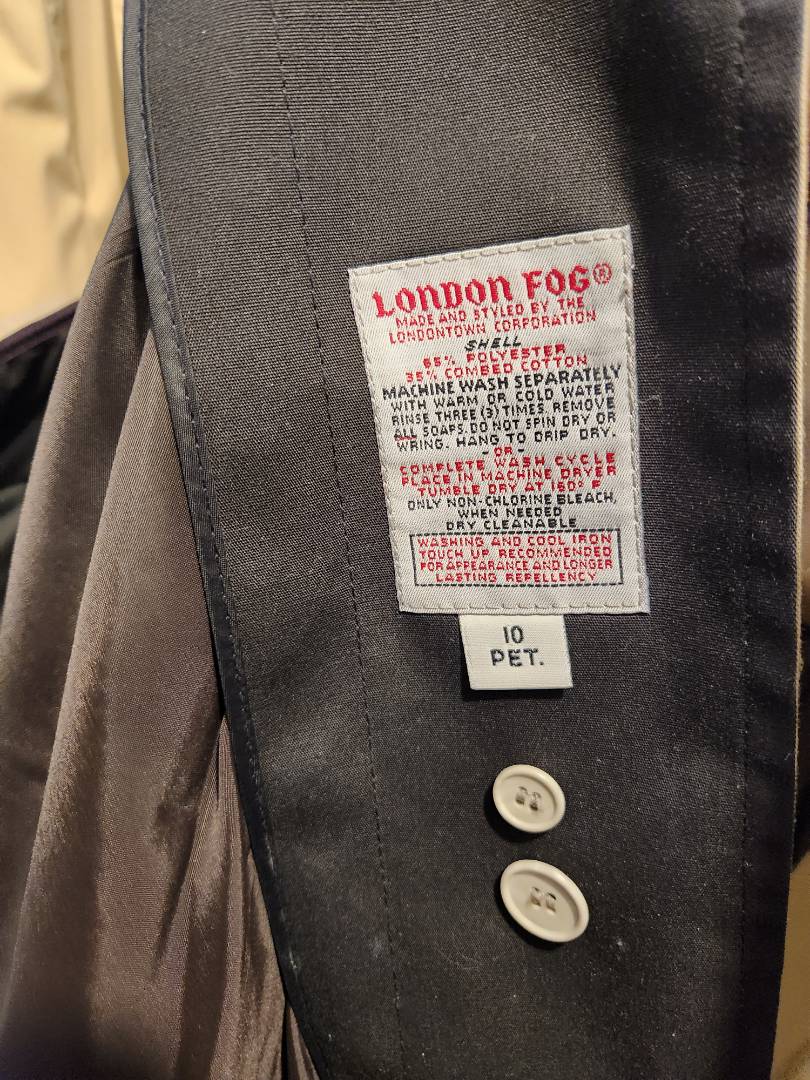 LONDON FOG®
MADE AND STYLED BY THE
LONDONTOWN CORPORATION
SHELL
65% POLYESTER
35% COMBED COTTON
MACHINE WASH SEPARATELY
WITH WARM OR COLD WATER
RINSE THREE (3) TIMES. REMOVE
ALL SOAPS. DO NOT SPIN DRY OR
WRING. HANG TO DRIP DRY.
- OR -
COMPLETE WASH CYCLE
PLACE IN MACHINE DRYER
TUMBLE DRY AT 160° F
ONLY NON-CHLORINE BLEACH,
WHEN NEEDED
DRY CLEANABLE
WASHING AND COOL IRON
TOUCH UP RECOMMENDED
FOR APPEARANCE AND LONGER
LASTING REPELLENCY
10
PET.